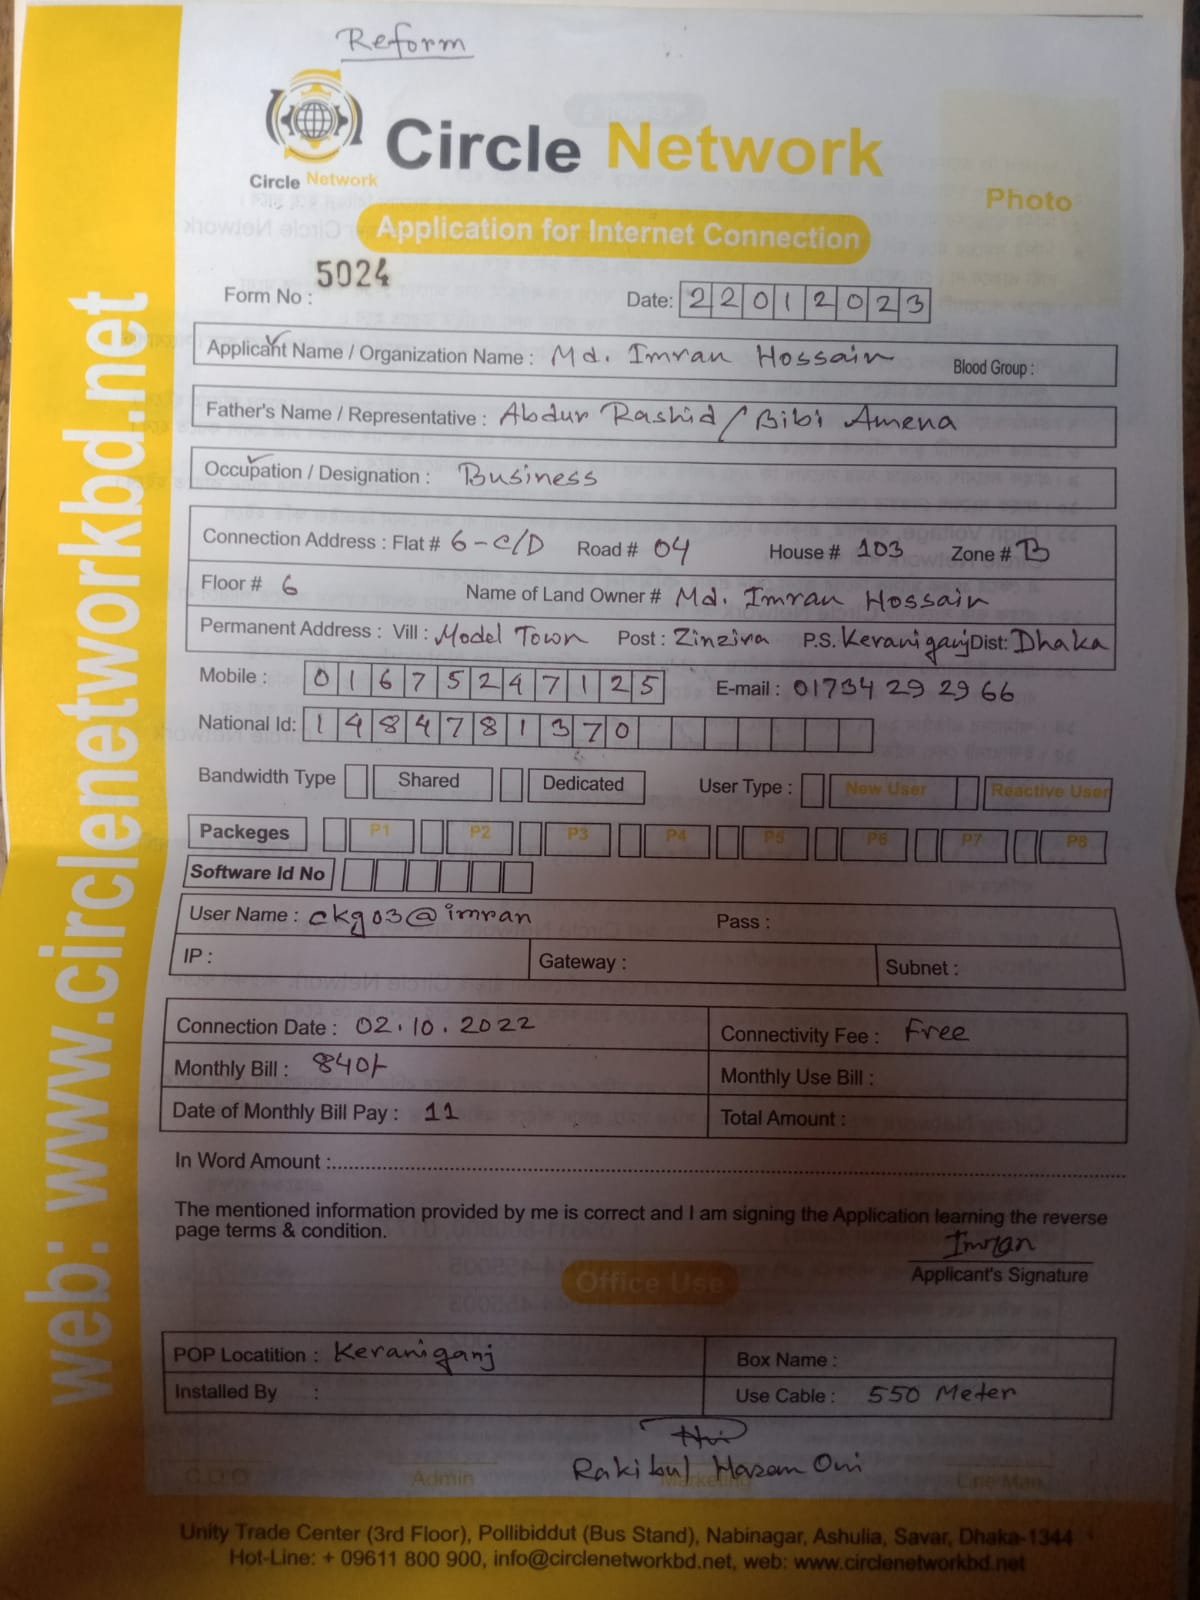 Reform
Circle Network
Circle Network
Photo
Application for Internet Connection
Form No : 5024
Date: 22012023
Applicant Name / Organization Name : Md. Imran Hossain Blood Group :
Father's Name / Representative : Abdur Rashid / Bibi Amena
Occupation / Designation : Business
Connection Address : Flat # 6-C/D Road # 04 House # 103 Zone # B
Floor # 6 Name of Land Owner # Md. Imran Hossain
Permanent Address : Vill : Model Town Post : Zinzira P.S. Keraniganj Dist: Dhaka
Mobile : 01675247125 E-mail : 01734 29 29 66
National Id: 1484781370
Bandwidth Type Shared Dedicated User Type : New User Reactive User
Packeges P1 P2 P3 P4 P5 P6 P7 P8
Software Id No
User Name : ckg03@imran Pass :
IP : Gateway : Subnet :
Connection Date : 02.10.2022 Connectivity Fee : Free
Monthly Bill : 840/- Monthly Use Bill :
Date of Monthly Bill Pay : 11 Total Amount :
In Word Amount :
The mentioned information provided by me is correct and I am signing the Application learning the reverse
page terms & condition.
Imran
Applicant's Signature
Office Use
POP Locatition : Keraniganj Box Name :
Installed By : Use Cable : 550 Meter
Rakibul Hasan Oni
C.D.O Admin Marketing Line Man
Unity Trade Center (3rd Floor), Pollibiddut (Bus Stand), Nabinagar, Ashulia, Savar, Dhaka-1344
Hot-Line: + 09611 800 900, info@circlenetworkbd.net, web: www.circlenetworkbd.net
web: www.circlenetworkbd.net